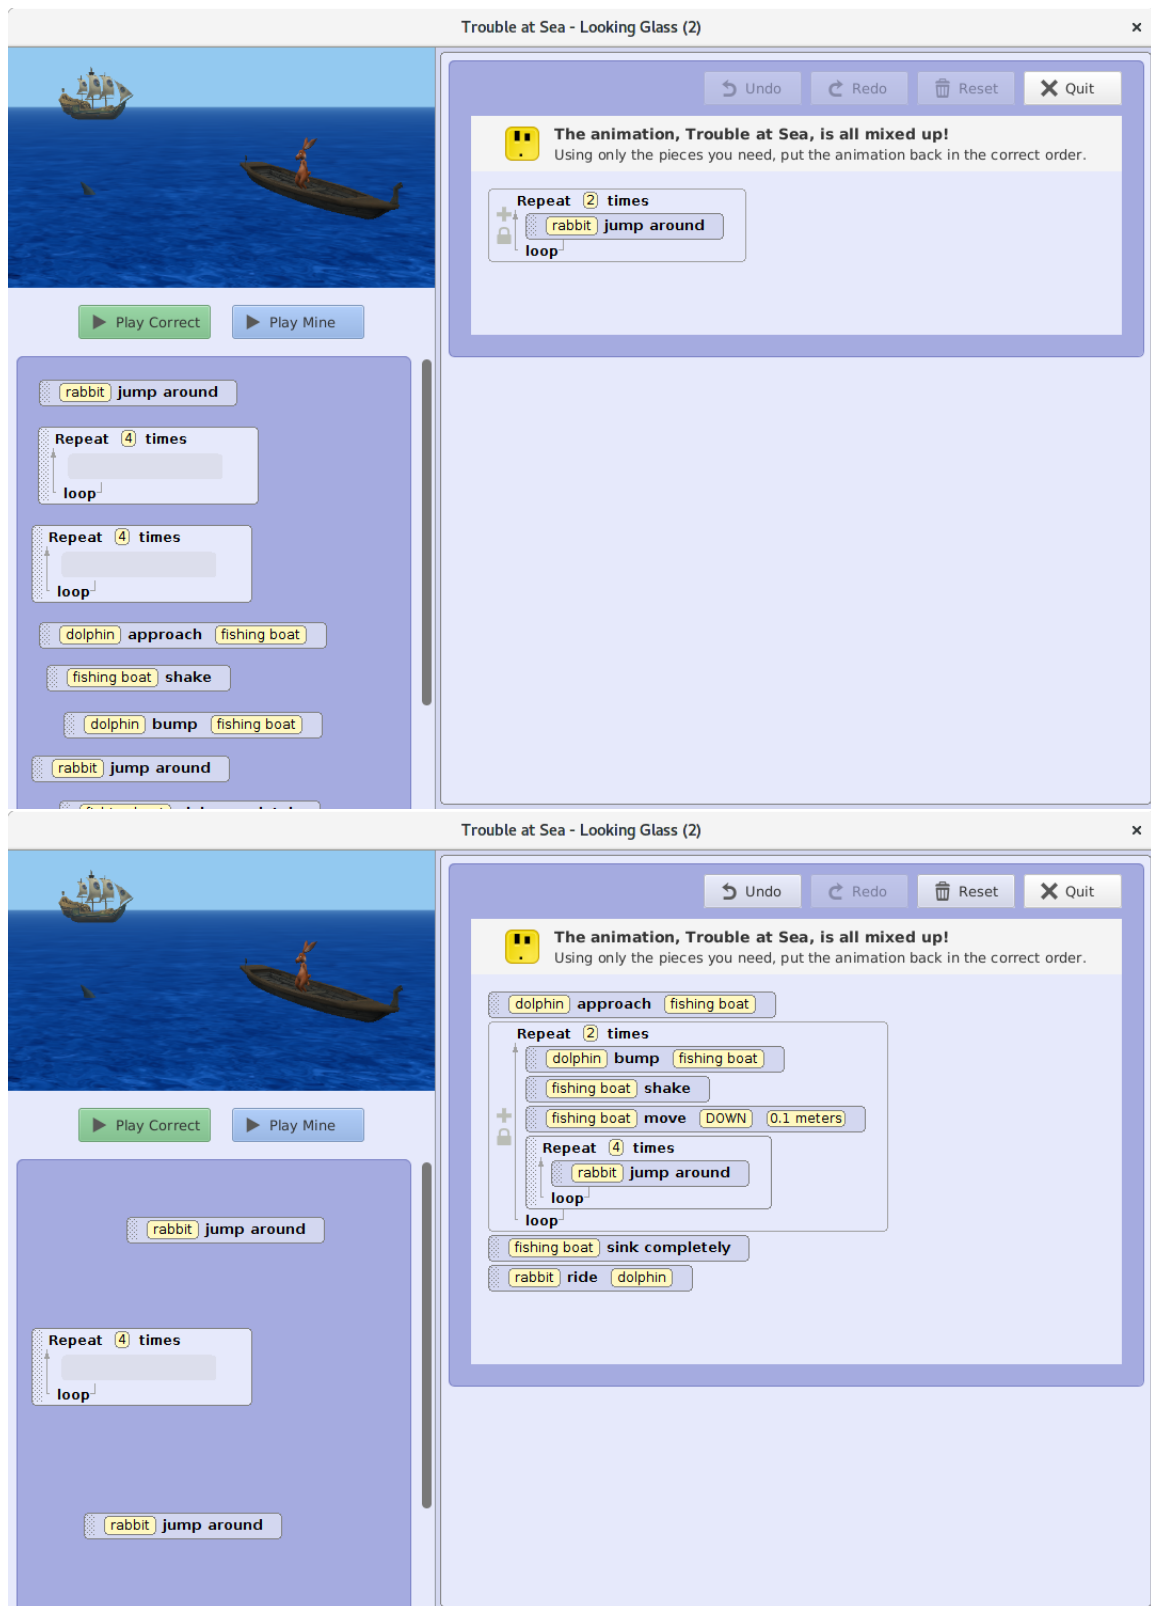 Trouble at Sea - Looking Glass (2) ×
Undo Redo Reset Quit
The animation, Trouble at Sea, is all mixed up!
Using only the pieces you need, put the animation back in the correct order.
Repeat 2 times
rabbit jump around
loop
Play Correct Play Mine
rabbit jump around
Repeat 4 times
loop
Repeat 4 times
loop
dolphin approach fishing boat
fishing boat shake
dolphin bump fishing boat
rabbit jump around
Trouble at Sea - Looking Glass (2) ×
Undo Redo Reset Quit
The animation, Trouble at Sea, is all mixed up!
Using only the pieces you need, put the animation back in the correct order.
dolphin approach fishing boat
Repeat 2 times
dolphin bump fishing boat
fishing boat shake
fishing boat move DOWN 0.1 meters
Repeat 4 times
rabbit jump around
loop
loop
fishing boat sink completely
rabbit ride dolphin
Play Correct Play Mine
rabbit jump around
Repeat 4 times
loop
rabbit jump around